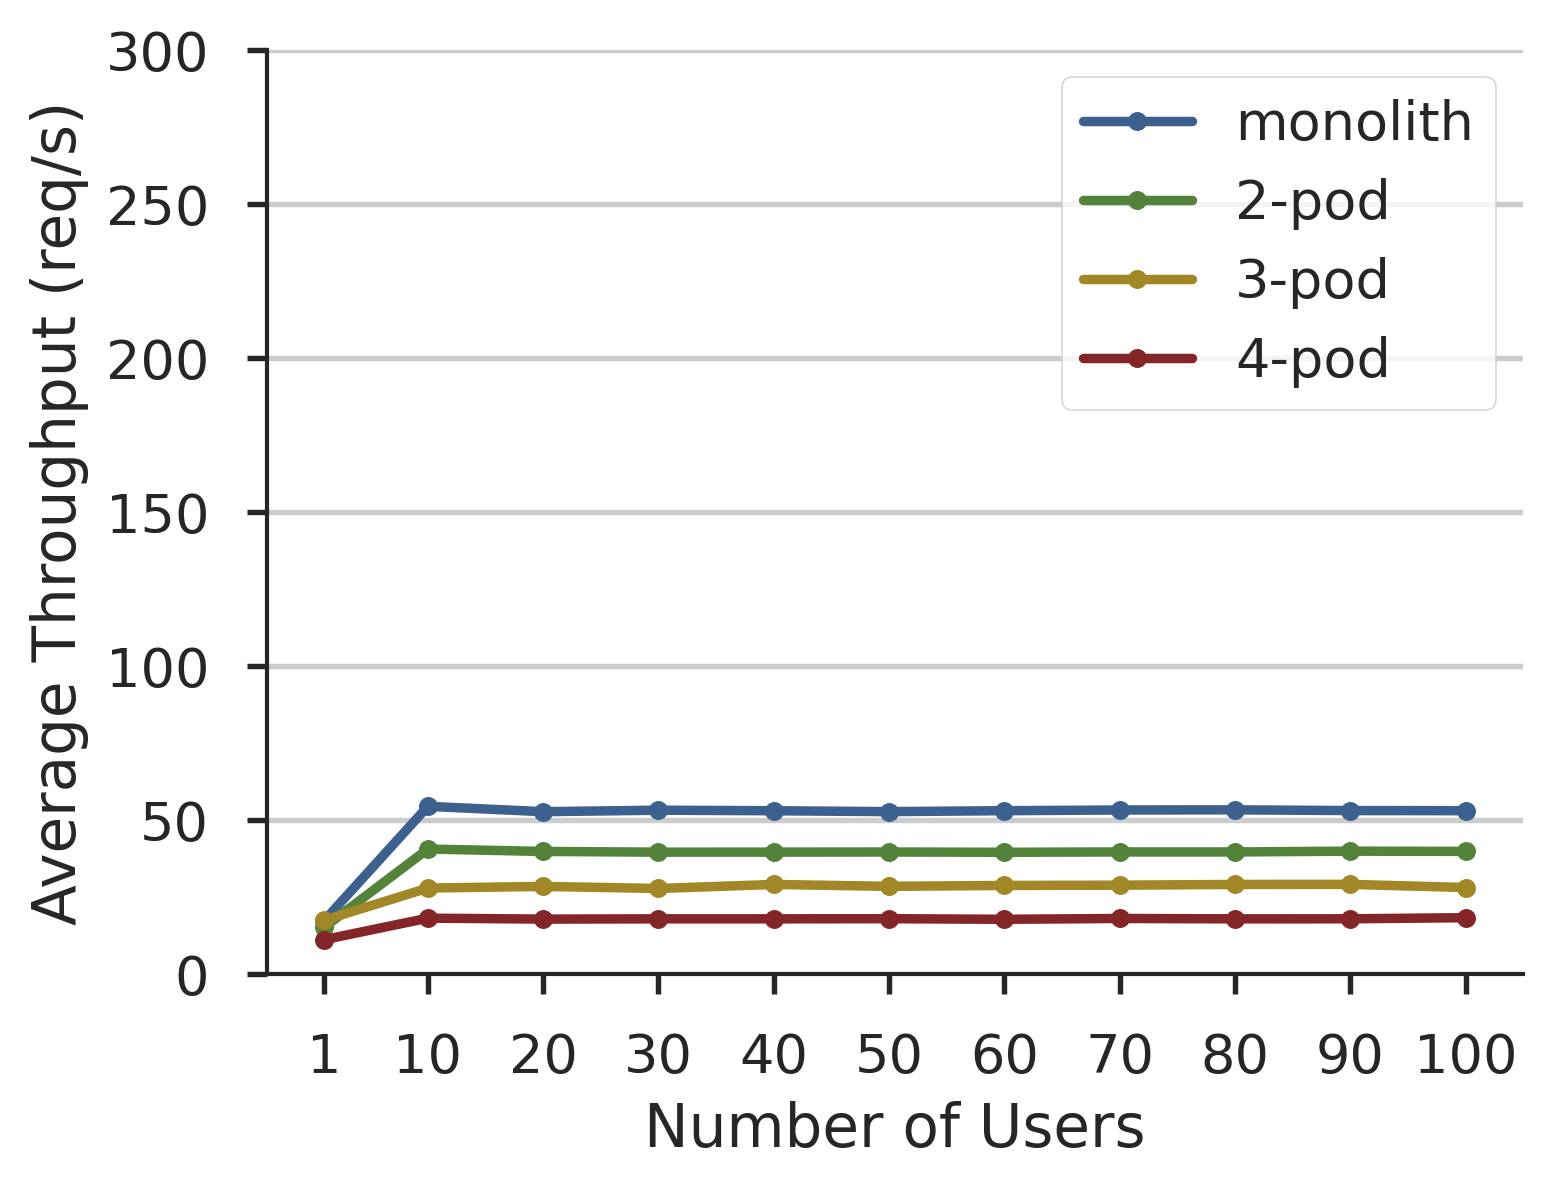 Average Throughput (req/s)
300
250
200
150
100
50
0
monolith
2-pod
3-pod
4-pod
1 10 20 30 40 50 60 70 80 90 100
Number of Users